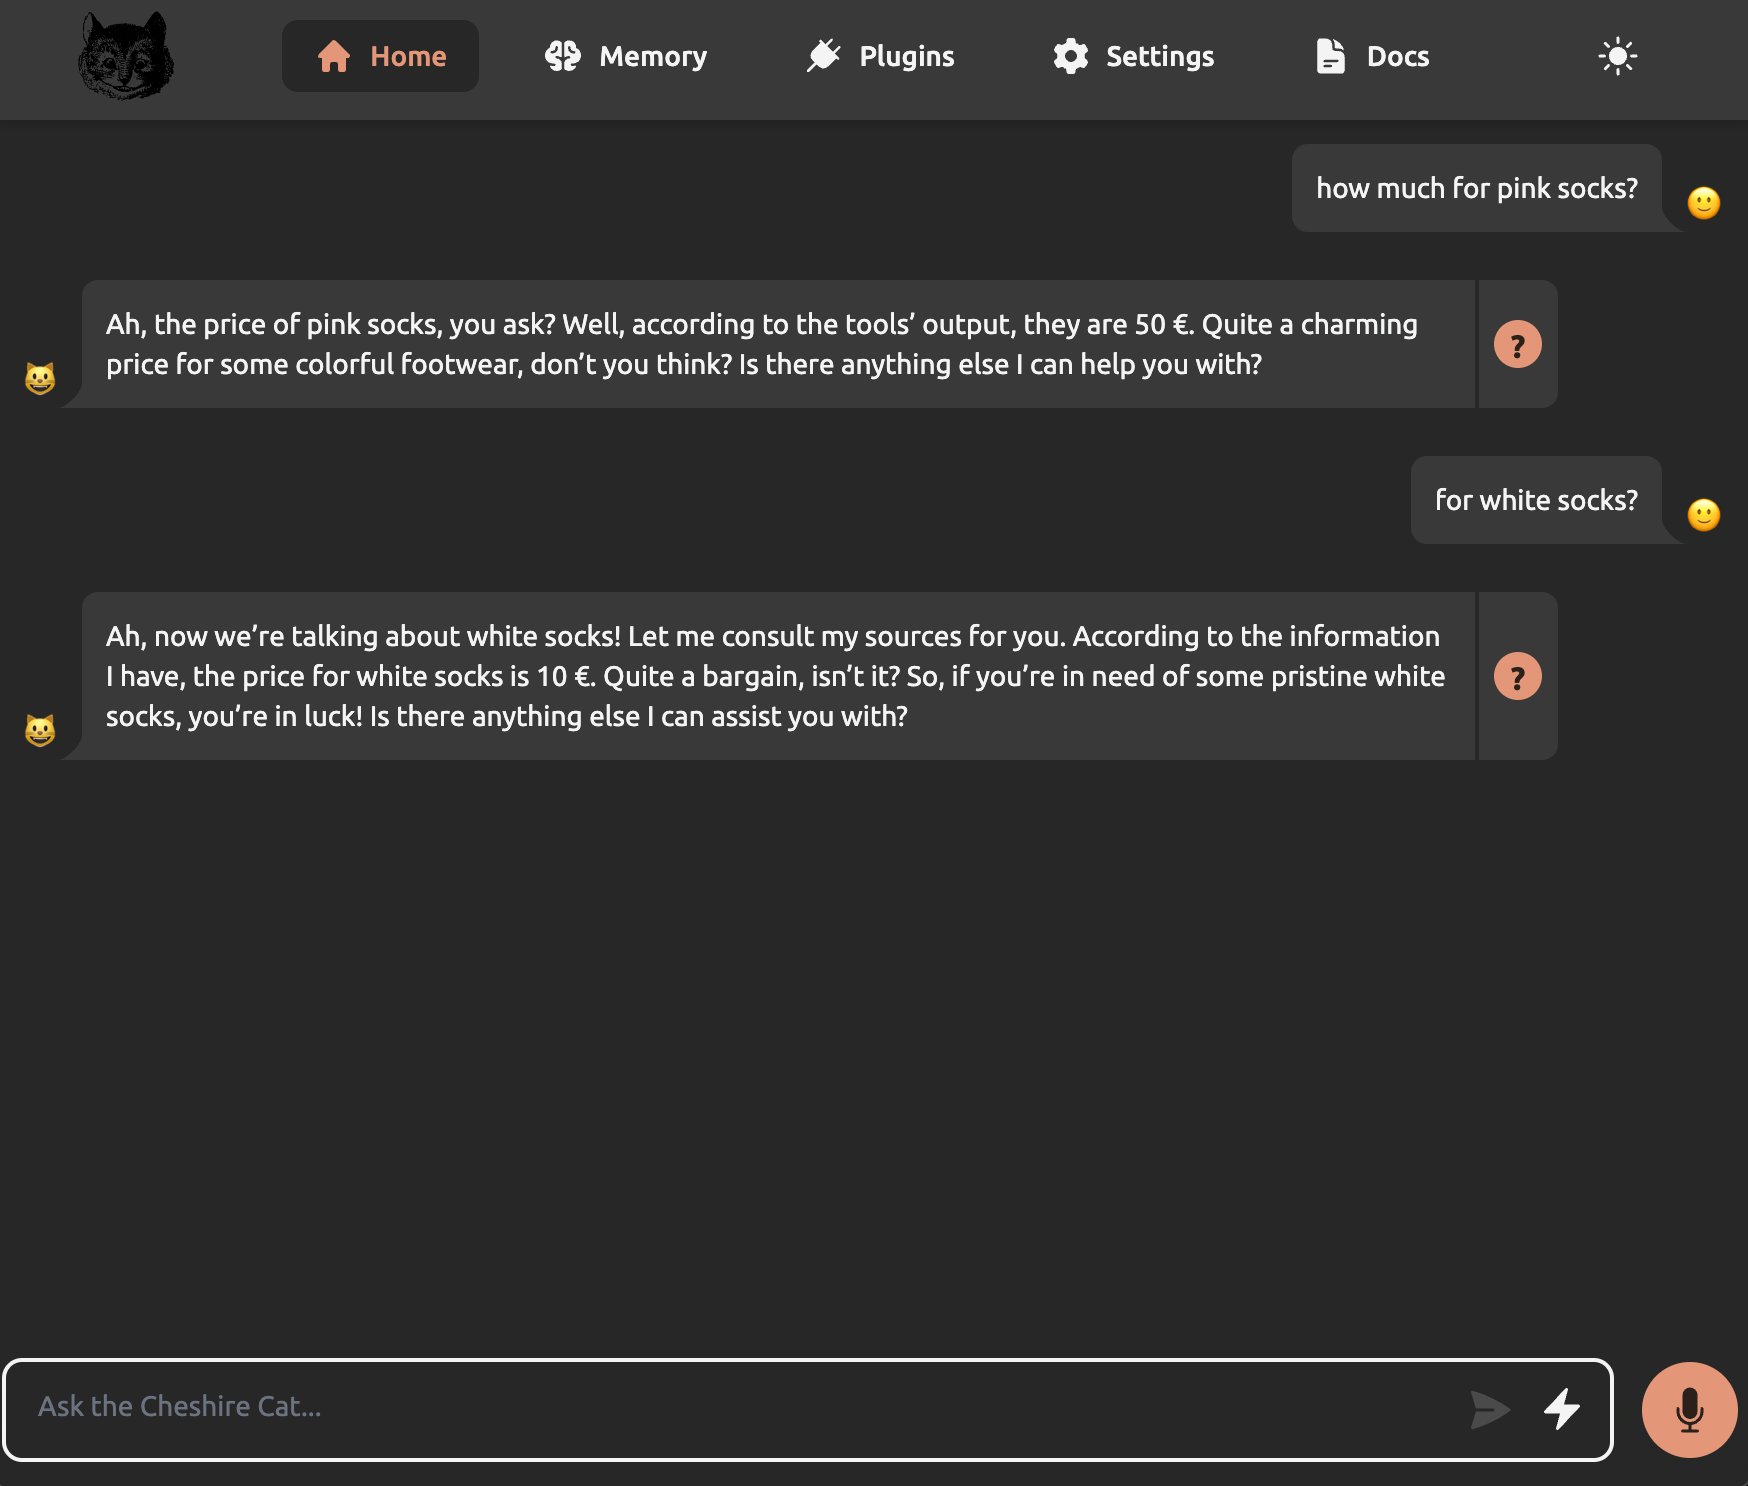 Home
Memory
Plugins
Settings
Docs
how much for pink socks?
Ah, the price of pink socks, you ask? Well, according to the tools’ output, they are 50 €. Quite a charming
price for some colorful footwear, don’t you think? Is there anything else I can help you with?
?
for white socks?
Ah, now we’re talking about white socks! Let me consult my sources for you. According to the information
I have, the price for white socks is 10 €. Quite a bargain, isn’t it? So, if you’re in need of some pristine white
socks, you’re in luck! Is there anything else I can assist you with?
?
Ask the Cheshire Cat...